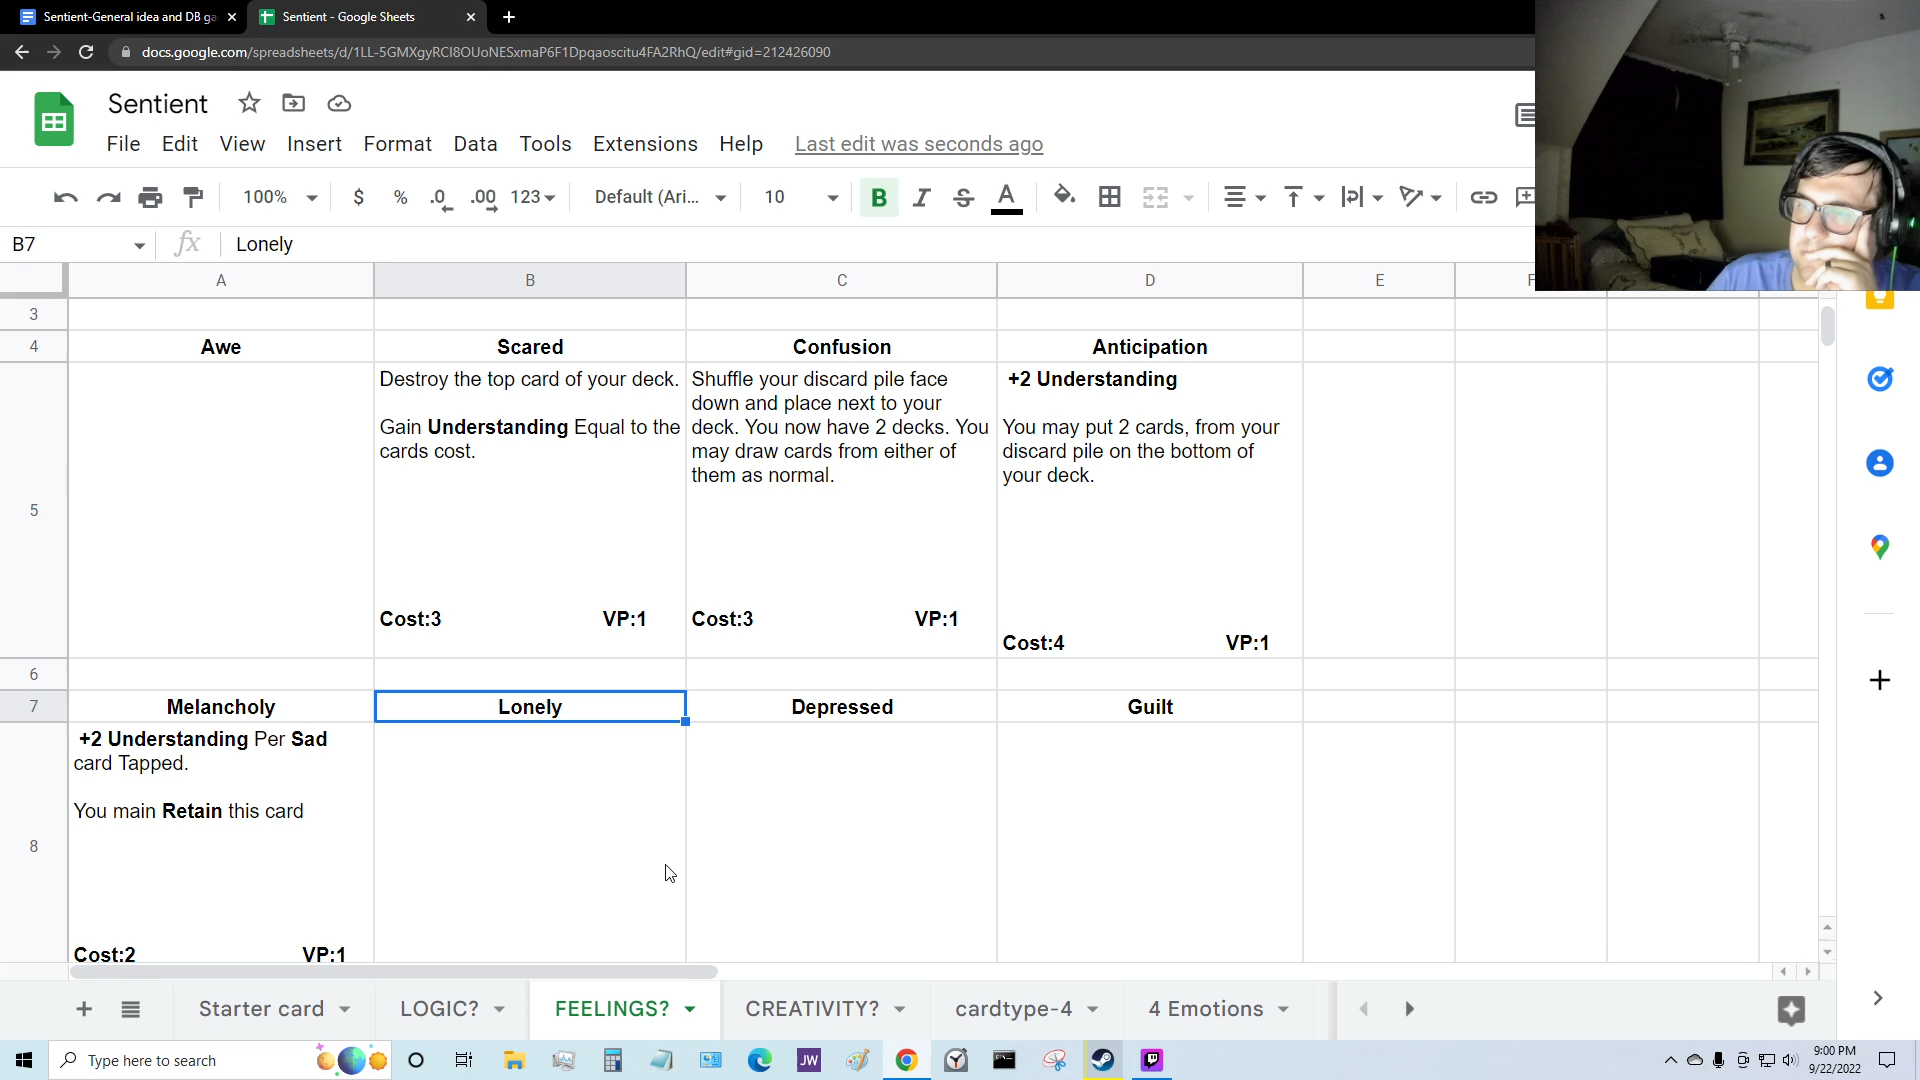 Sentient-General idea and DB ga
Sentient - Google Sheets
docs.google.com/spreadsheets/d/1LL-5GMXgyRCI8OUoNESxmaP6F1Dpqaoscitu4FA2RhQ/edit#gid=212426090
Sentient
File Edit View Insert Format Data Tools Extensions Help Last edit was seconds ago
100% $ % .0 .00 123 Default (Ari... 10 B I S A
B7 fx Lonely
A B C D E F
3
4 Awe Scared Confusion Anticipation
5
Destroy the top card of your deck.
Gain Understanding Equal to the
cards cost.
Cost:3 VP:1
Shuffle your discard pile face
down and place next to your
deck. You now have 2 decks. You
may draw cards from either of
them as normal.
Cost:3 VP:1
+2 Understanding
You may put 2 cards, from your
discard pile on the bottom of
your deck.
Cost:4 VP:1
6
7 Melancholy Lonely Depressed Guilt
8
+2 Understanding Per Sad
card Tapped.
You main Retain this card
Cost:2 VP:1
Starter card LOGIC? FEELINGS? CREATIVITY? cardtype-4 4 Emotions
Type here to search
JW
9:00 PM
9/22/2022